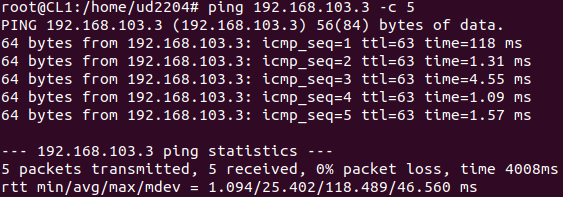 root@CL1:/home/ud2204# ping 192.168.103.3 -c 5
PING 192.168.103.3 (192.168.103.3) 56(84) bytes of data.
64 bytes from 192.168.103.3: icmp_seq=1 ttl=63 time=118 ms
64 bytes from 192.168.103.3: icmp_seq=2 ttl=63 time=1.31 ms
64 bytes from 192.168.103.3: icmp_seq=3 ttl=63 time=4.55 ms
64 bytes from 192.168.103.3: icmp_seq=4 ttl=63 time=1.09 ms
64 bytes from 192.168.103.3: icmp_seq=5 ttl=63 time=1.57 ms

--- 192.168.103.3 ping statistics ---
5 packets transmitted, 5 received, 0% packet loss, time 4008ms
rtt min/avg/max/mdev = 1.094/25.402/118.489/46.560 ms